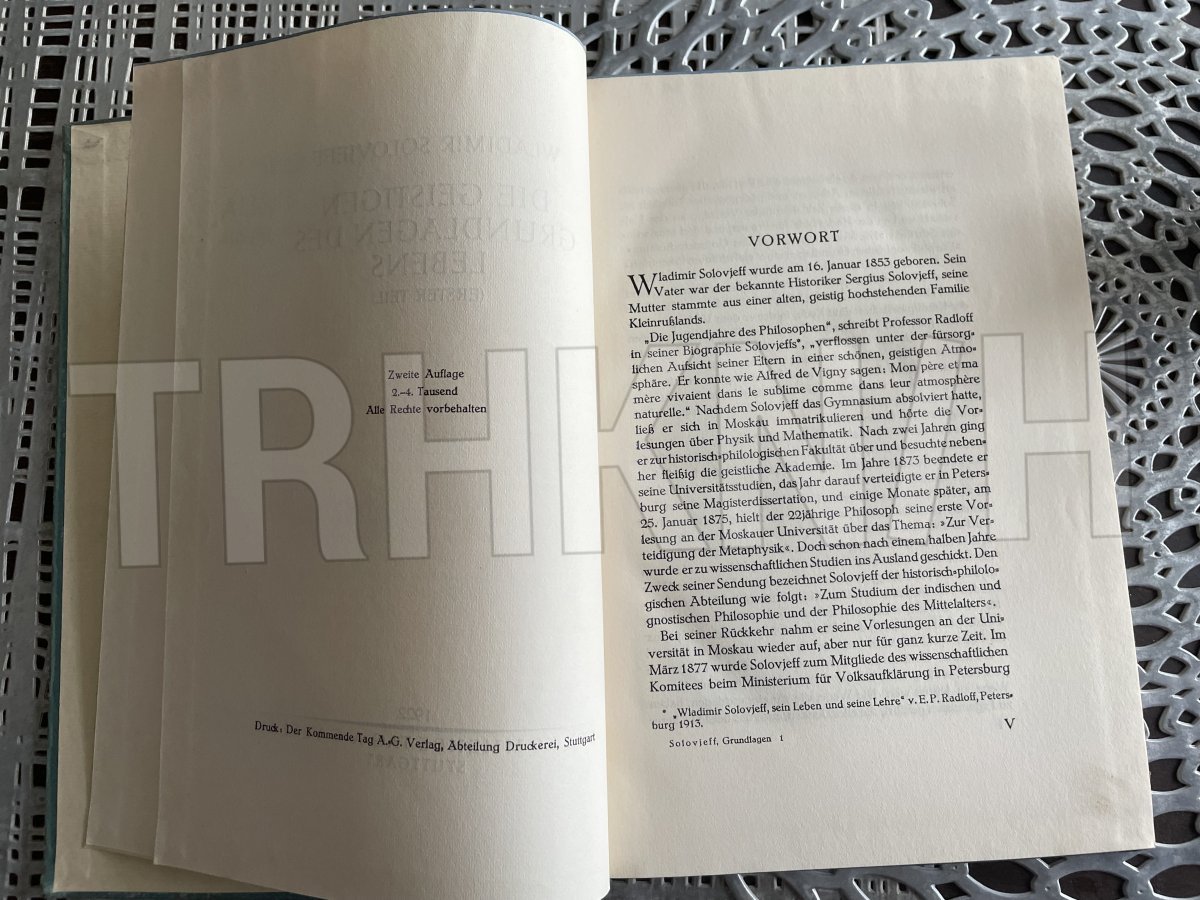 Zweite Auflage
2.–4. Tausend
Alle Rechte vorbehalten
Druck: Der Kommende Tag A.-G. Verlag, Abteilung Druckerei, Stuttgart
VORWORT
Wladimir Solovjeff wurde am 16. Januar 1853 geboren. Sein
Vater war der bekannte Historiker Sergius Solovjeff, seine
Mutter stammte aus einer alten, geistig hochstehenden Familie
Kleinrußlands.
„Die Jugendjahre des Philosophen“, schreibt Professor Radloff
in seiner Biographie Solovjeffs*, „verflossen unter der fürsorg-
lichen Aufsicht seiner Eltern in einer schönen, geistigen Atmo-
sphäre. Er konnte wie Alfred de Vigny sagen: Mon père et ma
mère vivaient dans le sublime comme dans leur atmosphère
naturelle.“ Nachdem Solovjeff das Gymnasium absolviert hatte,
ließ er sich in Moskau immatrikulieren und hörte die Vor-
lesungen über Physik und Mathematik. Nach zwei Jahren ging
er zur historisch-philologischen Fakultät über und besuchte neben-
her fleißig die geistliche Akademie. Im Jahre 1873 beendete er
seine Universitätsstudien, das Jahr darauf verteidigte er in Peters-
burg seine Magisterdissertation, und einige Monate später, am
25. Januar 1875, hielt der 22jährige Philosoph seine erste Vor-
lesung an der Moskauer Universität über das Thema: »Zur Ver-
teidigung der Metaphysik«. Doch schon nach einem halben Jahre
wurde er zu wissenschaftlichen Studien ins Ausland geschickt. Den
Zweck seiner Sendung bezeichnet Solovjeff der historisch-philolo-
gischen Abteilung wie folgt: »Zum Studium der indischen und
gnostischen Philosophie und der Philosophie des Mittelalters«.
Bei seiner Rückkehr nahm er seine Vorlesungen an der Uni-
versität in Moskau wieder auf, aber nur für ganz kurze Zeit. Im
März 1877 wurde Solovjeff zum Mitgliede des wissenschaftlichen
Komitees beim Ministerium für Volksaufklärung in Petersburg
* „Wladimir Solovjeff, sein Leben und seine Lehre“ v. E. P. Radloff, Peters-
burg 1913.
Solovjeff, Grundlagen 1
V
TRHKNIH